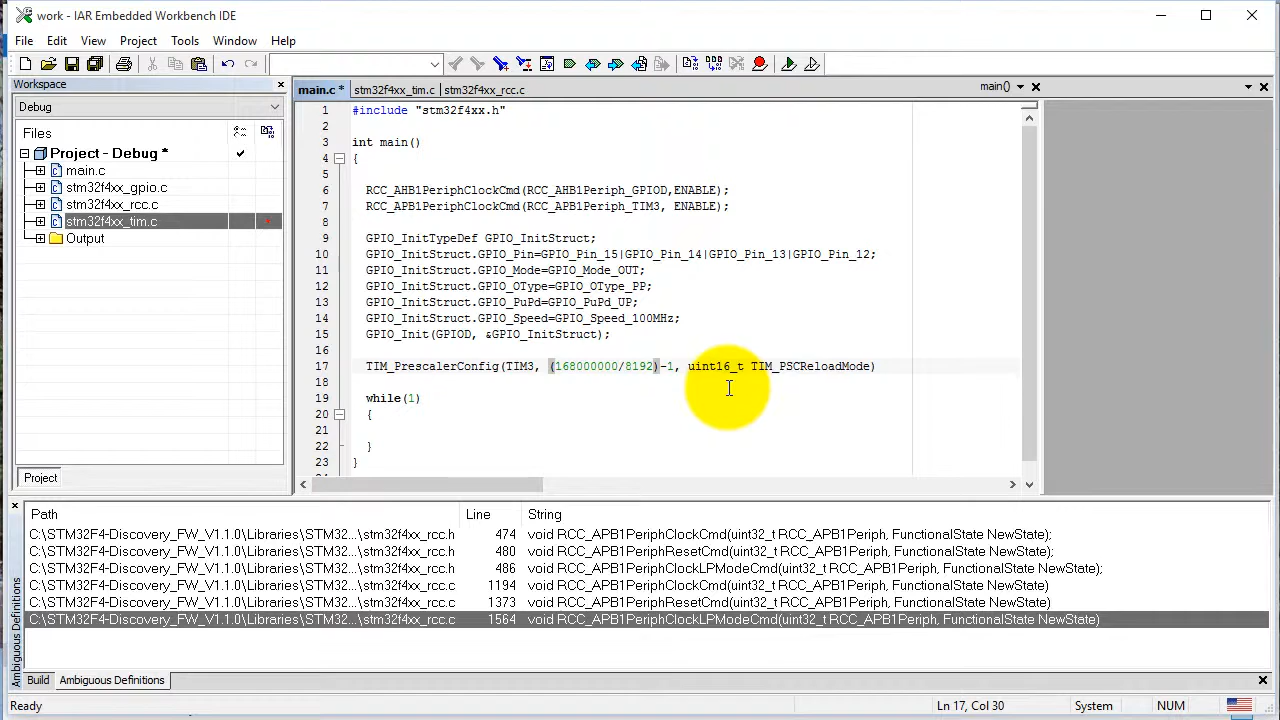 work - IAR Embedded Workbench IDE
File Edit View Project Tools Window Help
Workspace
main.c * stm32f4xx_tim.c stm32f4xx_rcc.c main()
Debug
Files
Project - Debug *
main.c
stm32f4xx_gpio.c
stm32f4xx_rcc.c
stm32f4xx_tim.c
Output
Project
1 #include "stm32f4xx.h"
2
3 int main()
4 {
5
6 RCC_AHB1PeriphClockCmd(RCC_AHB1Periph_GPIOD,ENABLE);
7 RCC_APB1PeriphClockCmd(RCC_APB1Periph_TIM3, ENABLE);
8
9 GPIO_InitTypeDef GPIO_InitStruct;
10 GPIO_InitStruct.GPIO_Pin=GPIO_Pin_15|GPIO_Pin_14|GPIO_Pin_13|GPIO_Pin_12;
11 GPIO_InitStruct.GPIO_Mode=GPIO_Mode_OUT;
12 GPIO_InitStruct.GPIO_OType=GPIO_OType_PP;
13 GPIO_InitStruct.GPIO_PuPd=GPIO_PuPd_UP;
14 GPIO_InitStruct.GPIO_Speed=GPIO_Speed_100MHz;
15 GPIO_Init(GPIOD, &GPIO_InitStruct);
16
17 TIM_PrescalerConfig(TIM3, (168000000/8192)-1, uint16_t TIM_PSCReloadMode)
18
19 while(1)
20 {
21
22 }
23 }
Path Line String
C:\STM32F4-Discovery_FW_V1.1.0\Libraries\STM32...\stm32f4xx_rcc.h 474 void RCC_APB1PeriphClockCmd(uint32_t RCC_APB1Periph, FunctionalState NewState);
C:\STM32F4-Discovery_FW_V1.1.0\Libraries\STM32...\stm32f4xx_rcc.h 480 void RCC_APB1PeriphResetCmd(uint32_t RCC_APB1Periph, FunctionalState NewState);
C:\STM32F4-Discovery_FW_V1.1.0\Libraries\STM32...\stm32f4xx_rcc.h 486 void RCC_APB1PeriphClockLPModeCmd(uint32_t RCC_APB1Periph, FunctionalState NewState);
C:\STM32F4-Discovery_FW_V1.1.0\Libraries\STM32...\stm32f4xx_rcc.c 1194 void RCC_APB1PeriphClockCmd(uint32_t RCC_APB1Periph, FunctionalState NewState)
C:\STM32F4-Discovery_FW_V1.1.0\Libraries\STM32...\stm32f4xx_rcc.c 1373 void RCC_APB1PeriphResetCmd(uint32_t RCC_APB1Periph, FunctionalState NewState)
C:\STM32F4-Discovery_FW_V1.1.0\Libraries\STM32...\stm32f4xx_rcc.c 1564 void RCC_APB1PeriphClockLPModeCmd(uint32_t RCC_APB1Periph, FunctionalState NewState)
Ambiguous Definitions
Build Ambiguous Definitions
Ready Ln 17, Col 30 System NUM